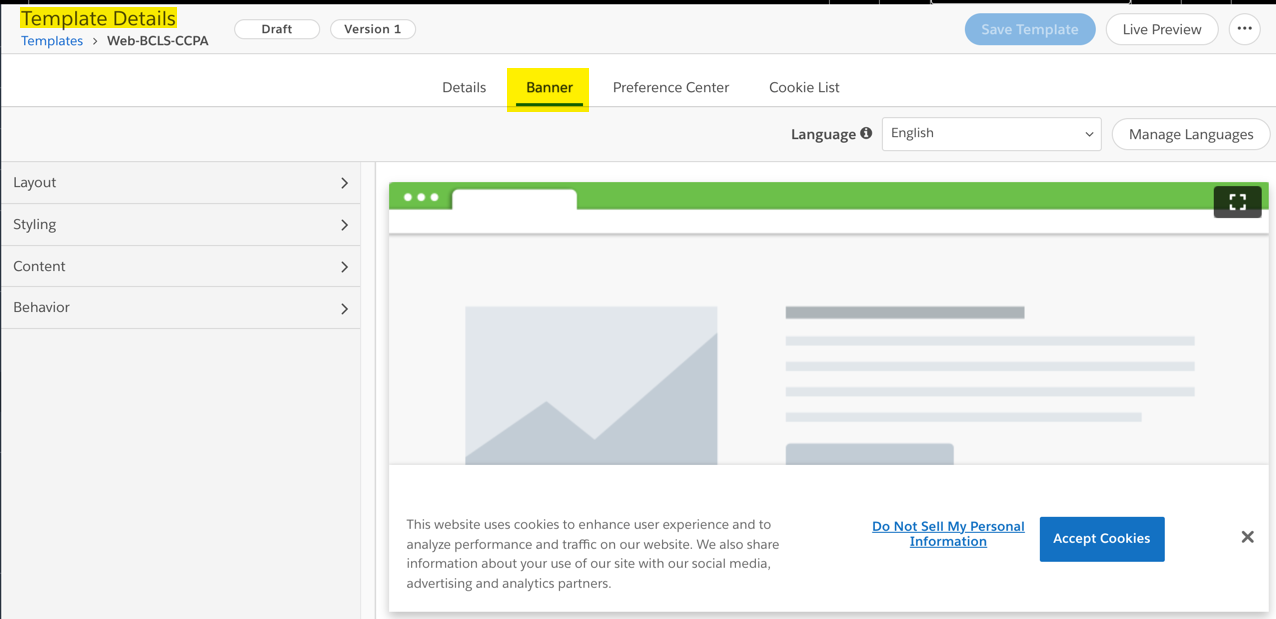 Template Details
Templates > Web-BCLS-CCPA
Draft
Version 1
Save Template
Live Preview
Details
Banner
Preference Center
Cookie List
Language
English
Manage Languages
Layout
Styling
Content
Behavior
This website uses cookies to enhance user experience and to
analyze performance and traffic on our website. We also share
information about your use of our site with our social media,
advertising and analytics partners.
Do Not Sell My Personal
Information
Accept Cookies